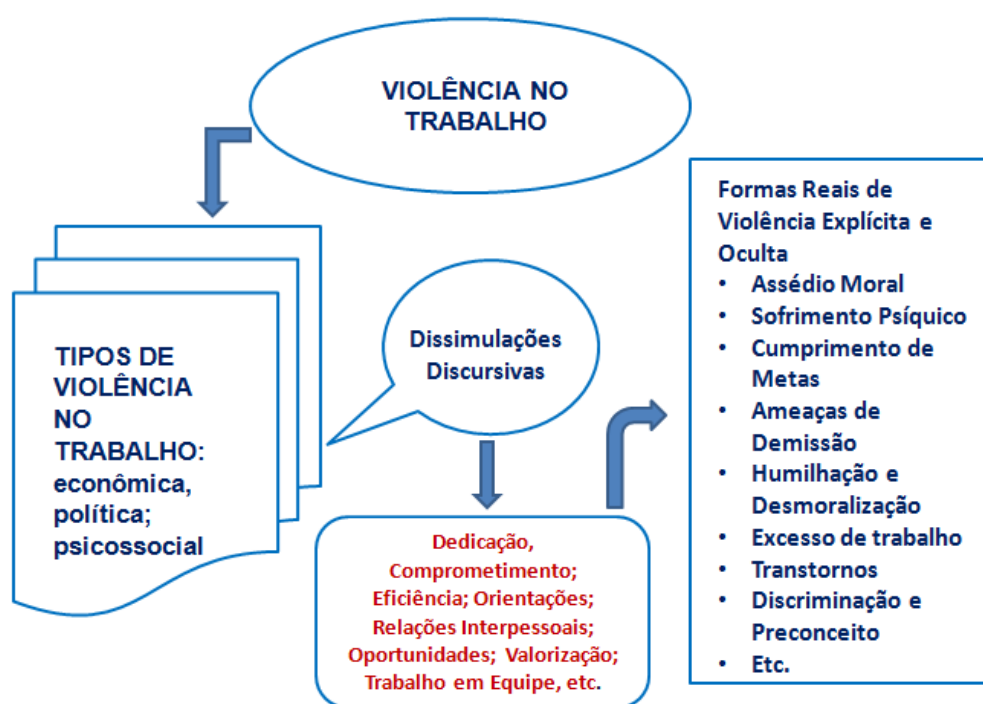 VIOLÊNCIA NO
TRABALHO
TIPOS DE
VIOLÊNCIA
NO
TRABALHO:
econômica,
política;
psicossocial
Dissimulações
Discursivas
Dedicação,
Comprometimento;
Eficiência; Orientações;
Relações Interpessoais;
Oportunidades; Valorização;
Trabalho em Equipe, etc.
Formas Reais de
Violência Explícita e
Oculta
• Assédio Moral
• Sofrimento Psíquico
• Cumprimento de
Metas
• Ameaças de
Demissão
• Humilhação e
Desmoralização
• Excesso de trabalho
• Transtornos
• Discriminação e
Preconceito
• Etc.